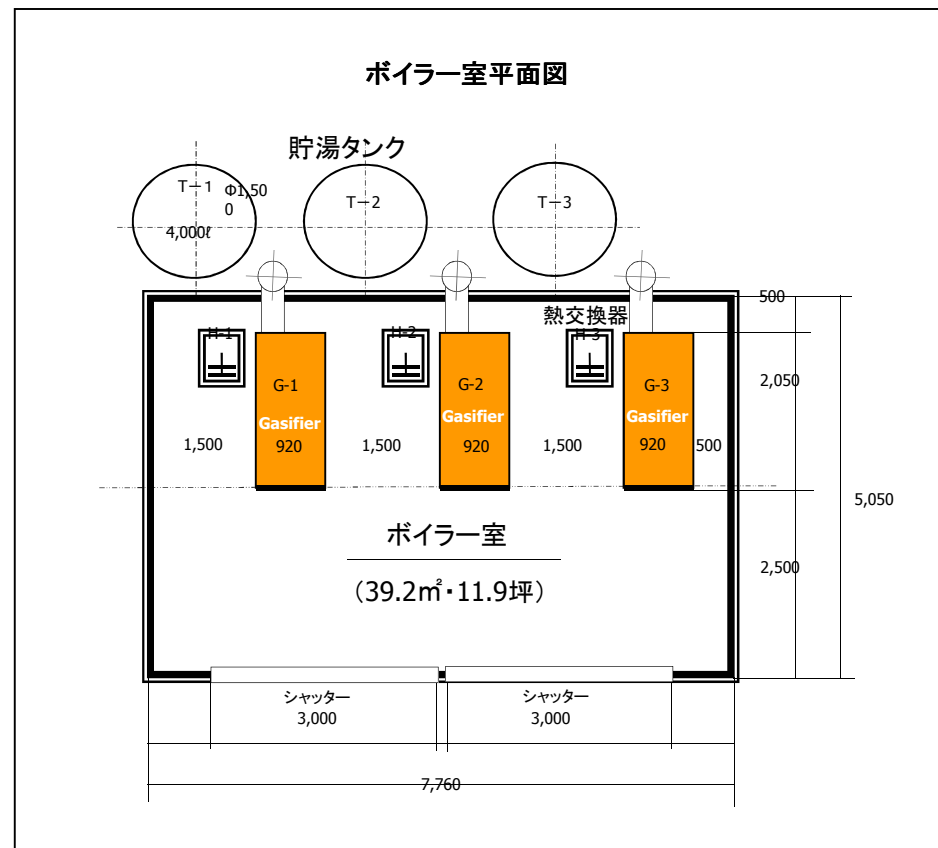 ボイラー室平面図
貯湯タンク
T－1
Φ1,50
0
4,000ℓ
T－2
T－3
500
熱交換器
H-1
H-2
H-3
G-1
Gasifier
920
G-2
Gasifier
920
G-3
Gasifier
920
1,500
1,500
1,500
500
2,050
5,050
2,500
ボイラー室
（39.2㎡・11.9坪）
シャッター
3,000
シャッター
3,000
7,760